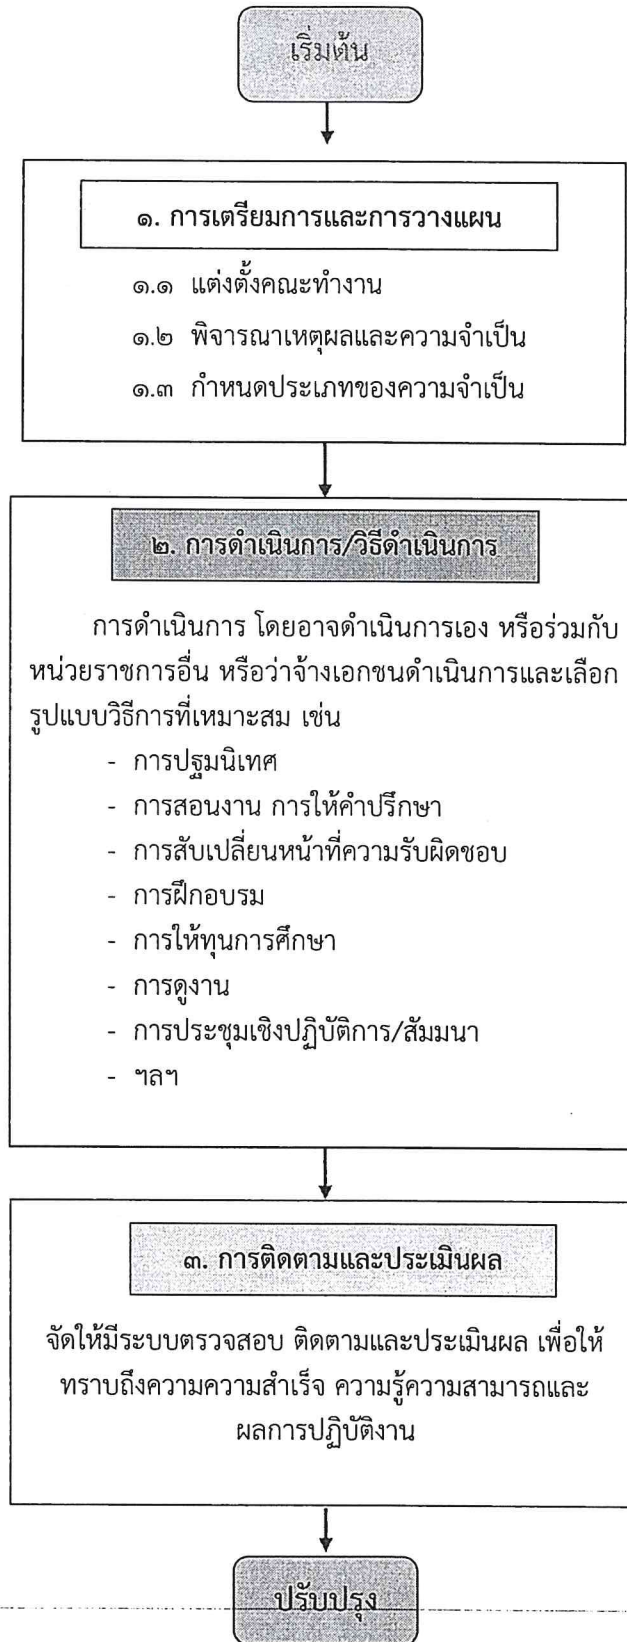 เริ่มต้น
๑. การเตรียมการและการวางแผน
๑.๑ แต่งตั้งคณะทำงาน
๑.๒ พิจารณาเหตุผลและความจำเป็น
๑.๓ กำหนดประเภทของความจำเป็น
๒. การดำเนินการ/วิธีดำเนินการ
การดำเนินการ โดยอาจดำเนินการเอง หรือร่วมกับ
หน่วยราชการอื่น หรือว่าจ้างเอกชนดำเนินการและเลือก
รูปแบบวิธีการที่เหมาะสม เช่น
- การปฐมนิเทศ
- การสอนงาน การให้คำปรึกษา
- การสับเปลี่ยนหน้าที่ความรับผิดชอบ
- การฝึกอบรม
- การให้ทุนการศึกษา
- การดูงาน
- การประชุมเชิงปฏิบัติการ/สัมมนา
- ฯลฯ
๓. การติดตามและประเมินผล
จัดให้มีระบบตรวจสอบ ติดตามและประเมินผล เพื่อให้
ทราบถึงความความสำเร็จ ความรู้ความสามารถและ
ผลการปฏิบัติงาน
ปรับปรุง